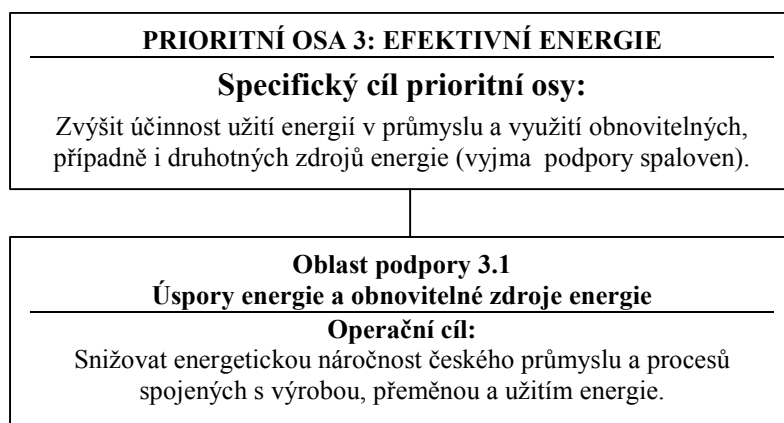 PRIORITNÍ OSA 3: EFEKTIVNÍ ENERGIE
Specifický cíl prioritní osy:
Zvýšit účinnost užití energií v průmyslu a využití obnovitelných,
případně i druhotných zdrojů energie (vyjma podpory spaloven).
Oblast podpory 3.1
Úspory energie a obnovitelné zdroje energie
Operační cíl:
Snižovat energetickou náročnost českého průmyslu a procesů
spojených s výrobou, přeměnou a užitím energie.